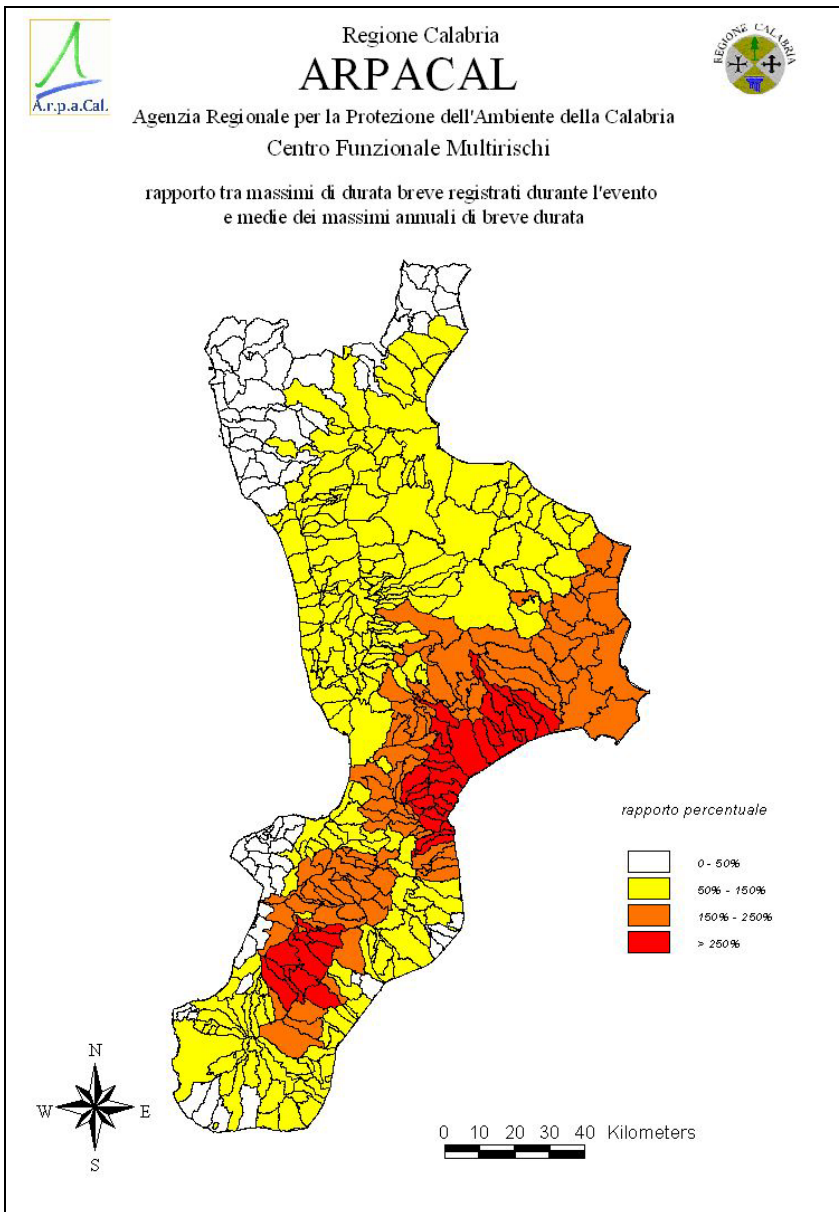 Regione Calabria
ARPACAL
A.r.p.a.Cal.
REGIONE CALABRIA
Agenzia Regionale per la Protezione dell'Ambiente della Calabria
Centro Funzionale Multirischi
rapporto tra massimi di durata breve registrati durante l'evento
e medie dei massimi annuali di breve durata
rapporto percentuale
0 - 50%
50% - 150%
150% - 250%
> 250%
N
W E
S
0 10 20 30 40 Kilometers